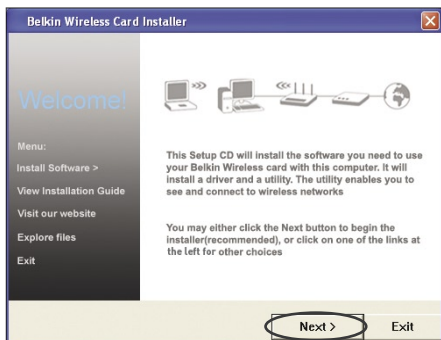 Belkin Wireless Card Installer
Welcome!
Menu:
Install Software >
View Installation Guide
Visit our website
Explore files
Exit
This Setup CD will install the software you need to use
your Belkin Wireless card with this computer. It will
install a driver and a utility. The utility enables you to
see and connect to wireless networks
You may either click the Next button to begin the
installer(recommended), or click on one of the links at
the left for other choices
Next >
Exit